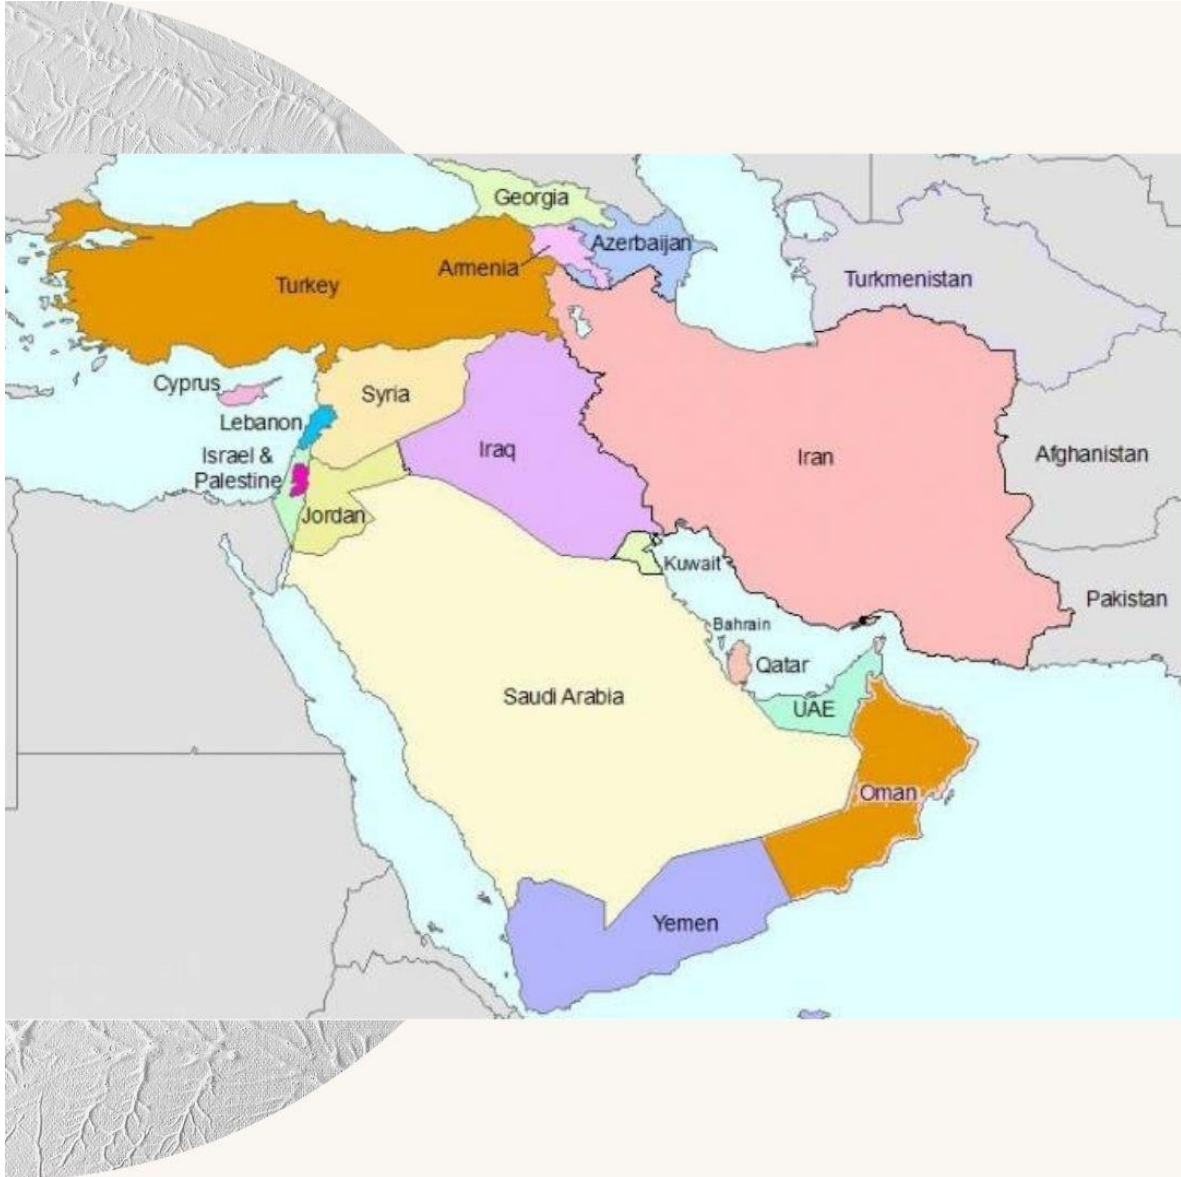 Georgia
Azerbaijan
Armenia
Turkey
Turkmenistan
Cyprus
Syria
Lebanon
Iraq
Iran
Afghanistan
Israel &
Palestine
Jordan
Kuwait
Pakistan
Bahrain
Qatar
Saudi Arabia
UAE
Oman
Yemen